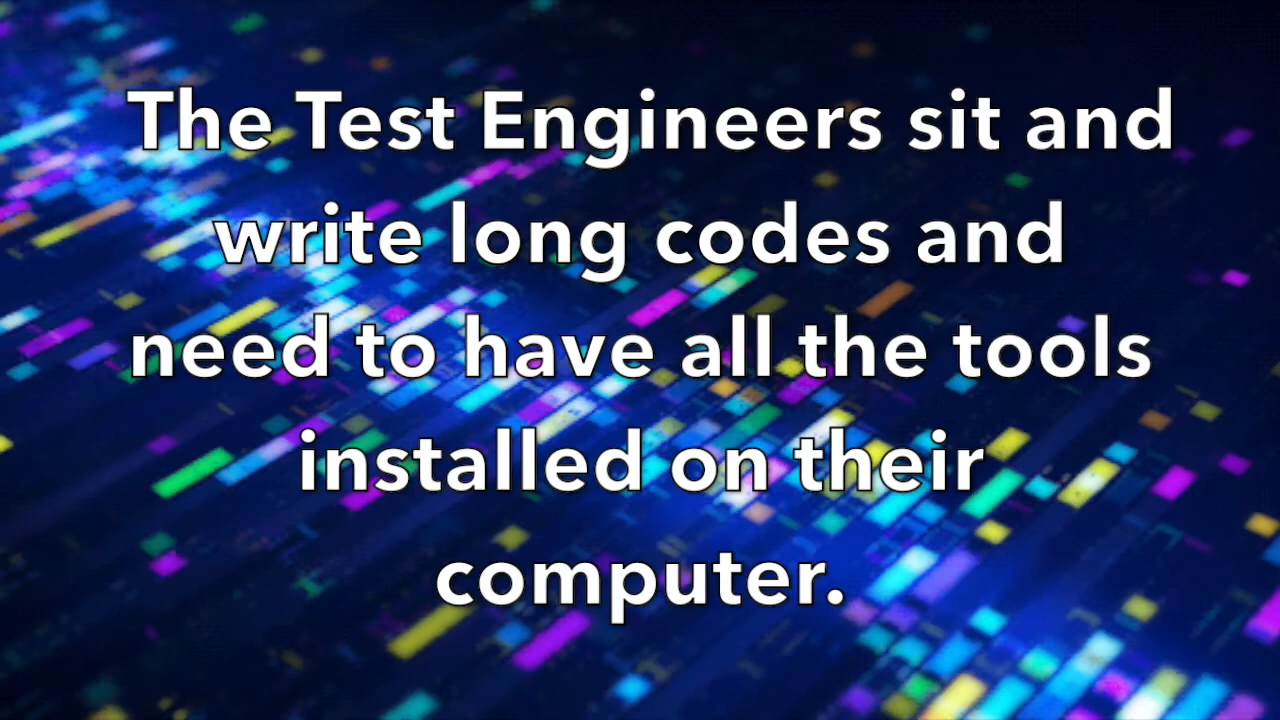 The Test Engineers sit and
write long codes and
need to have all the tools
installed on their
computer.